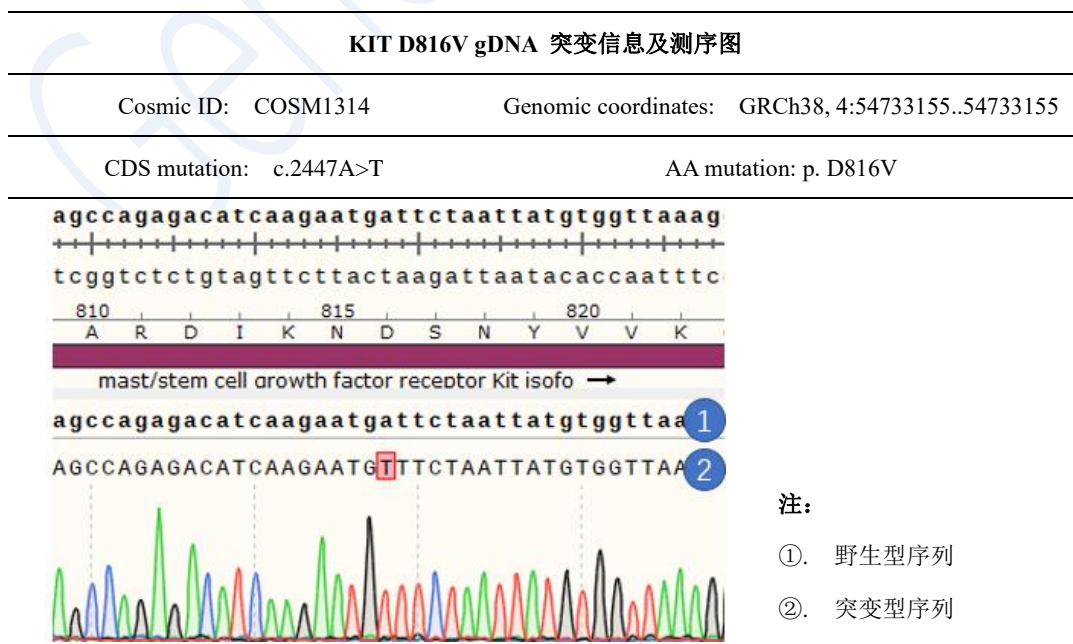 KIT D816V gDNA 突变信息及测序图
Cosmic ID: COSM1314 Genomic coordinates: GRCh38, 4:54733155..54733155
CDS mutation: c.2447A>T AA mutation: p. D816V
agccagagacatcaagaatgattctaattatgtggttaaag
tcggtctctgtagttcttactaagattaatacaccaatttc
810 815 820
A R D I K N D S N Y V V K
mast/stem cell growth factor receptor Kit isofo →
agccagagacatcaagaatgattctaattatgtggttaa 1
AGCCAGAGACATCAAGAATGTTTCTAATTATGTGGTTAA 2
注:
①. 野生型序列
②. 突变型序列